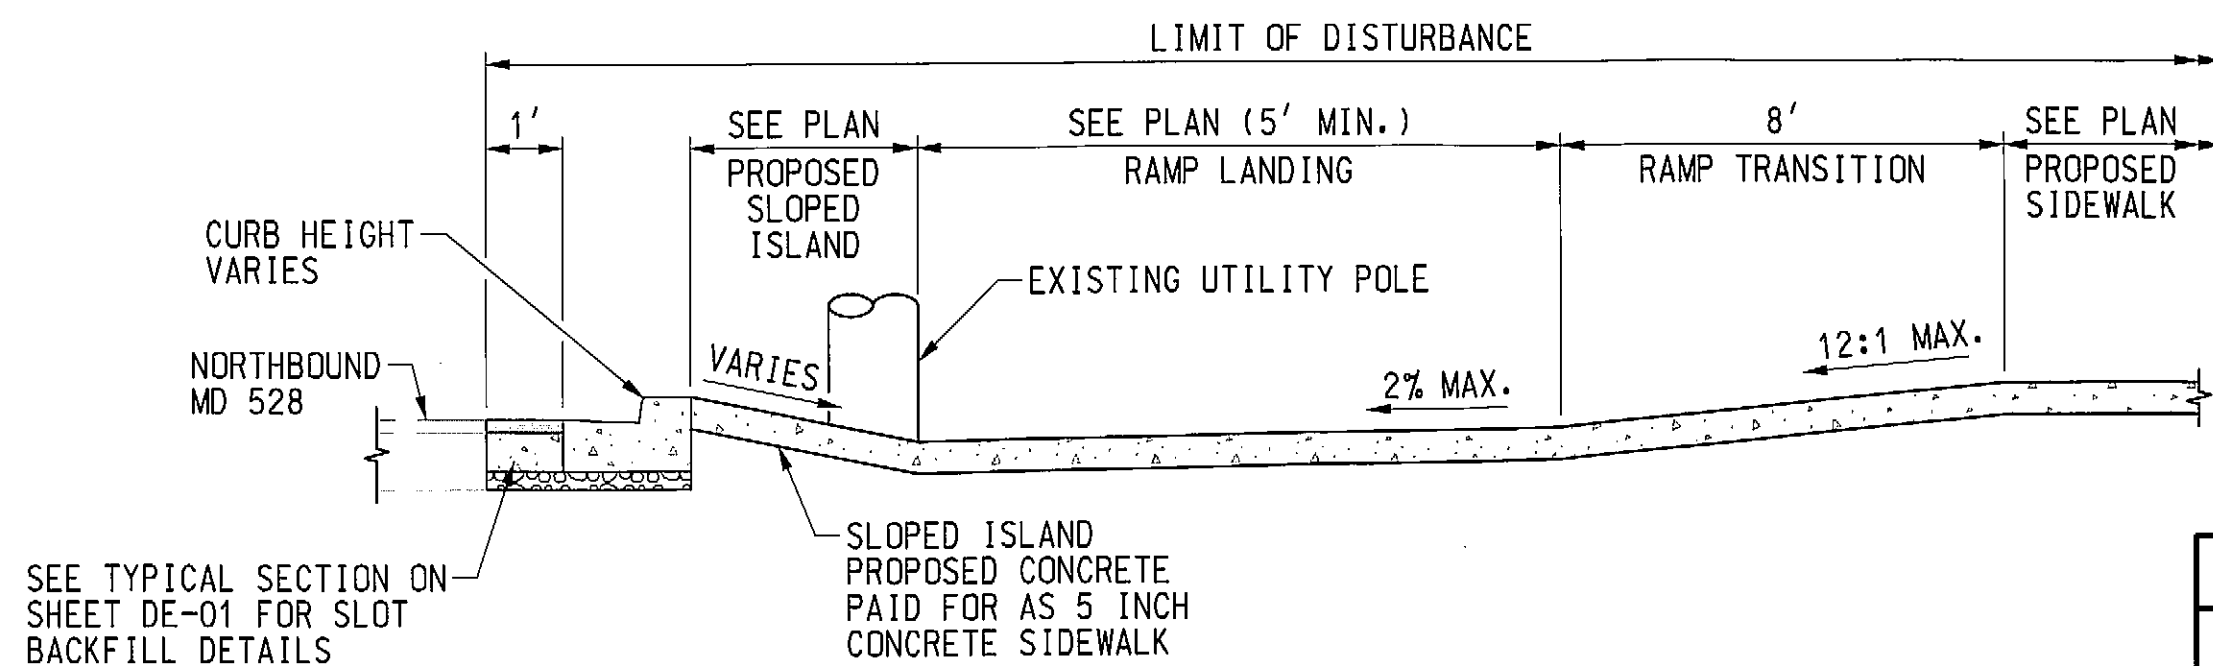 LIMIT OF DISTURBANCE
1'
SEE PLAN
PROPOSED
SLOPED
ISLAND
SEE PLAN (5' MIN.)
RAMP LANDING
8'
RAMP TRANSITION
SEE PLAN
PROPOSED
SIDEWALK
CURB HEIGHT
VARIES
EXISTING UTILITY POLE
NORTHBOUND
MD 528
VARIES
2% MAX.
12:1 MAX.
SEE TYPICAL SECTION ON
SHEET DE-01 FOR SLOT
BACKFILL DETAILS
SLOPED ISLAND
PROPOSED CONCRETE
PAID FOR AS 5 INCH
CONCRETE SIDEWALK